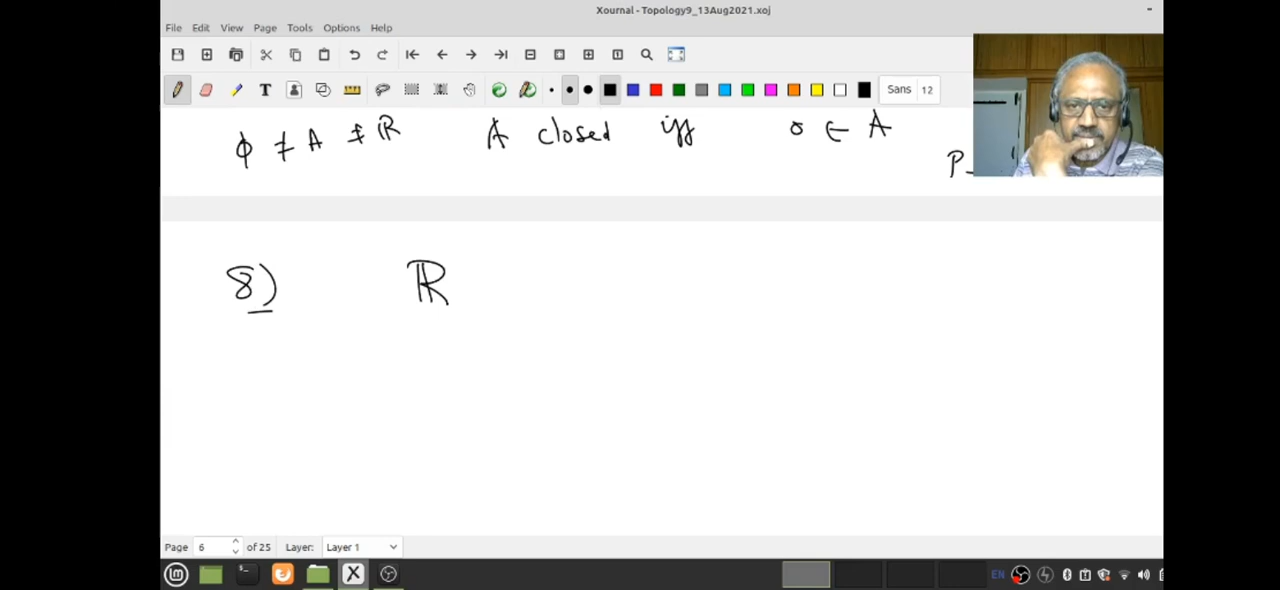 Xournal - Topology9_13Aug2021.xoj
File Edit View Page Tools Options Help
Sans 12
ϕ ≠ A ≠ ℝ A closed iff 0 ∈ A
P
8) ℝ
Page 6 of 25 Layer: Layer 1
EN